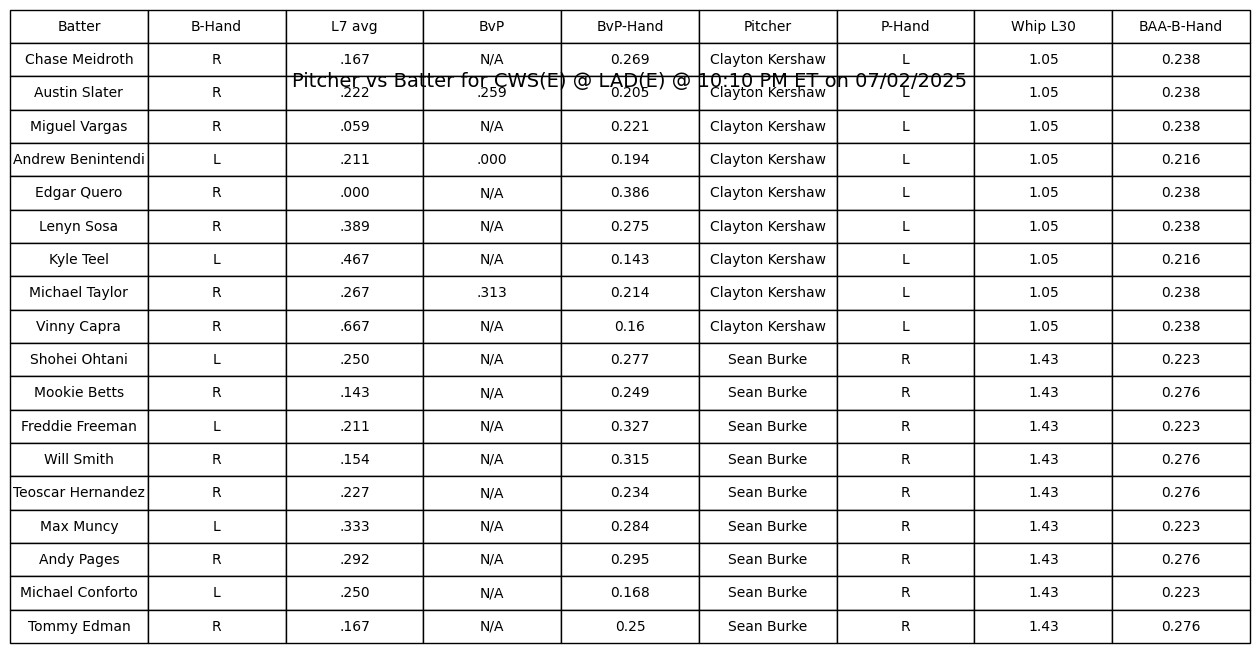 Batter B-Hand L7 avg BvP BvP-Hand Pitcher P-Hand Whip L30 BAA-B-Hand
Chase Meidroth R .167 N/A 0.269 Clayton Kershaw L 1.05 0.238
Pitcher vs Batter for CWS(E) @ LAD(E) @ 10:10 PM ET on 07/02/2025
Austin Slater R .222 .259 0.205 Clayton Kershaw L 1.05 0.238
Miguel Vargas R .059 N/A 0.221 Clayton Kershaw L 1.05 0.238
Andrew Benintendi L .211 .000 0.194 Clayton Kershaw L 1.05 0.216
Edgar Quero R .000 N/A 0.386 Clayton Kershaw L 1.05 0.238
Lenyn Sosa R .389 N/A 0.275 Clayton Kershaw L 1.05 0.238
Kyle Teel L .467 N/A 0.143 Clayton Kershaw L 1.05 0.216
Michael Taylor R .267 .313 0.214 Clayton Kershaw L 1.05 0.238
Vinny Capra R .667 N/A 0.16 Clayton Kershaw L 1.05 0.238
Shohei Ohtani L .250 N/A 0.277 Sean Burke R 1.43 0.223
Mookie Betts R .143 N/A 0.249 Sean Burke R 1.43 0.276
Freddie Freeman L .211 N/A 0.327 Sean Burke R 1.43 0.223
Will Smith R .154 N/A 0.315 Sean Burke R 1.43 0.276
Teoscar Hernandez R .227 N/A 0.234 Sean Burke R 1.43 0.276
Max Muncy L .333 N/A 0.284 Sean Burke R 1.43 0.223
Andy Pages R .292 N/A 0.295 Sean Burke R 1.43 0.276
Michael Conforto L .250 N/A 0.168 Sean Burke R 1.43 0.223
Tommy Edman R .167 N/A 0.25 Sean Burke R 1.43 0.276